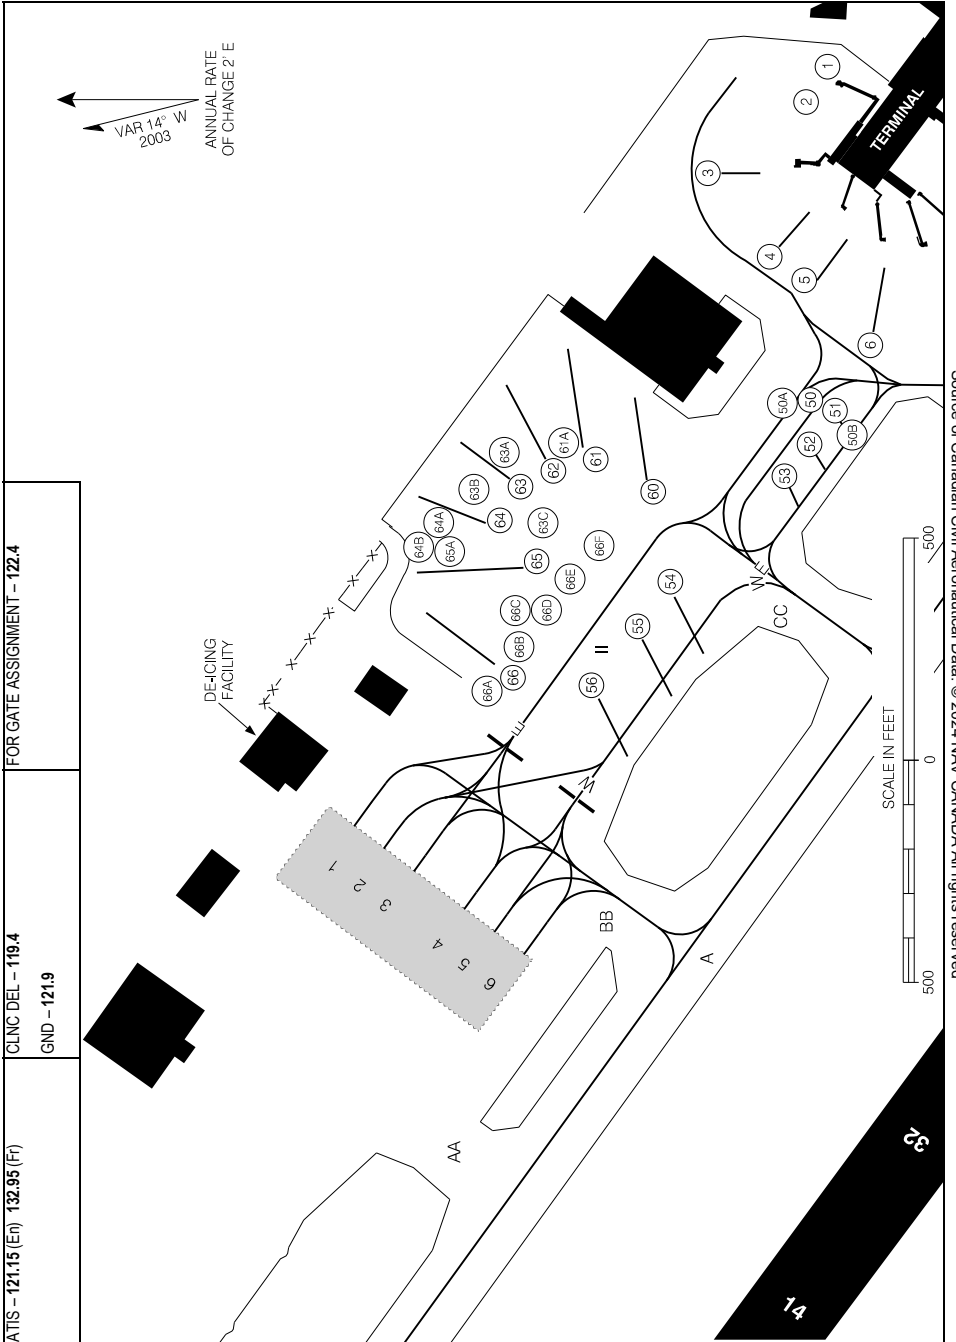 ATIS – 121.15 (En) 132.95 (Fr)
CLNC DEL – 119.4
GND – 121.9
FOR GATE ASSIGNMENT – 122.4
VAR 14° W
2003
ANNUAL RATE
OF CHANGE 2' E
TERMINAL
1
2
3
4
5
6
50A
50
51
50B
52
53
61A
61
62
63A
63
63B
60
64
64A
64B
65A
65
63C
66F
66E
66D
66C
66B
66
66A
54
55
56
II
E
W
W
E
CC
DE-ICING
FACILITY
1
2
3
4
5
6
BB
A
AA
SCALE IN FEET
500
0
500
32
14